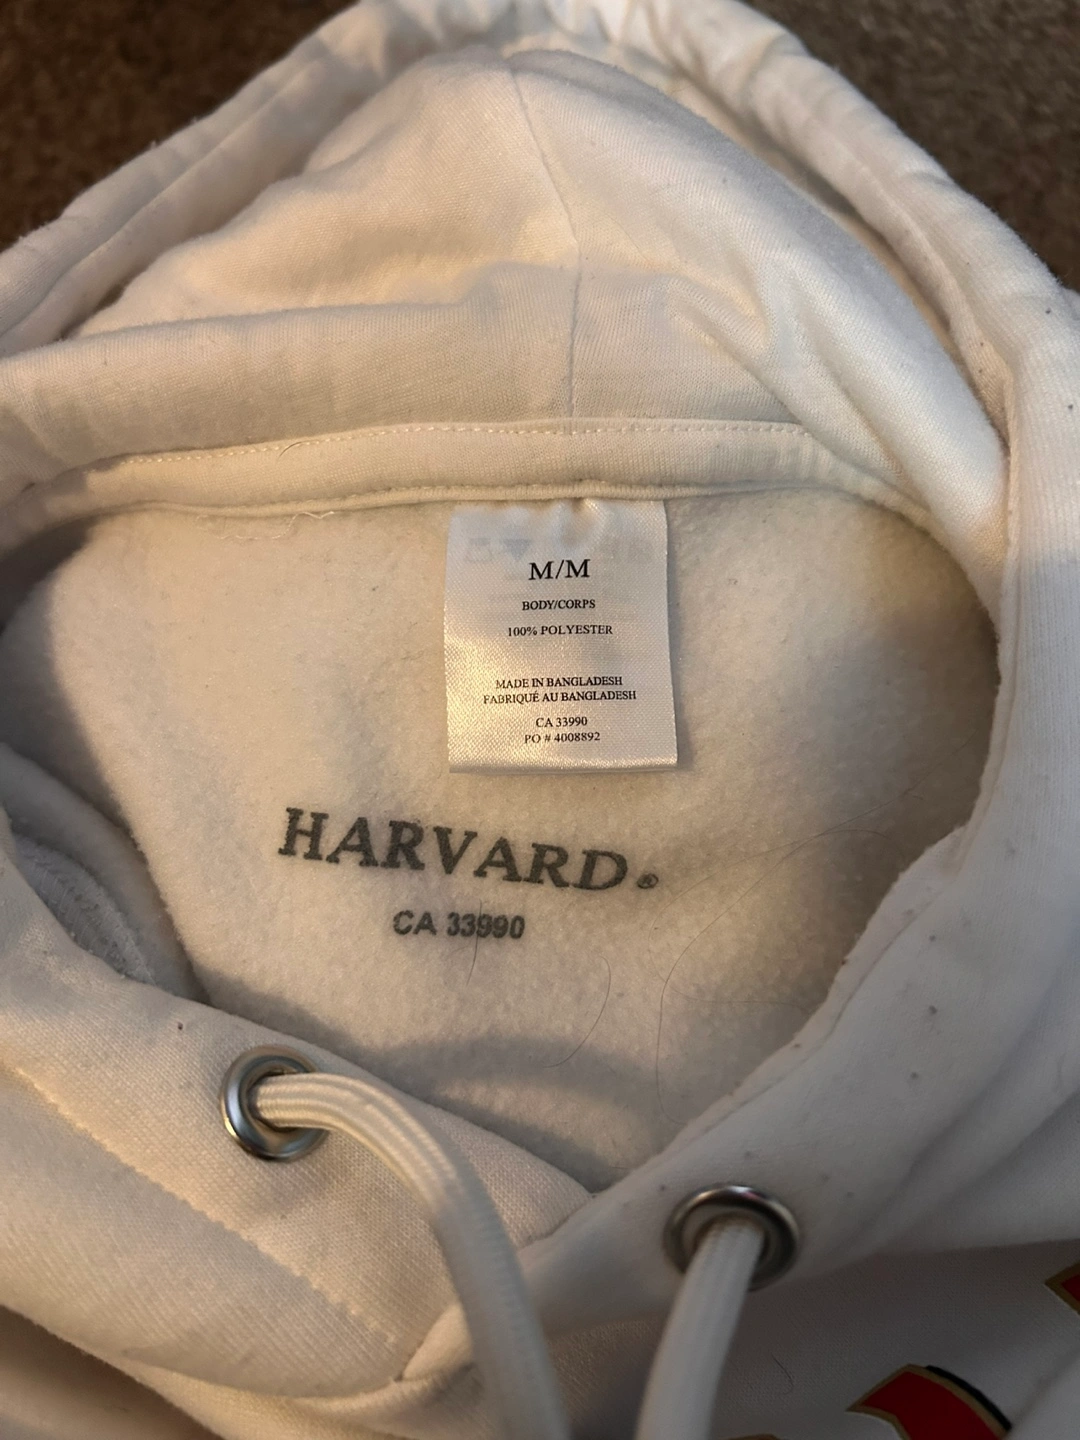 M/M
BODY/CORPS
100% POLYESTER
MADE IN BANGLADESH
FABRIQUÉ AU BANGLADESH
CA 33990
PO # 4008892
HARVARD®
CA 33990